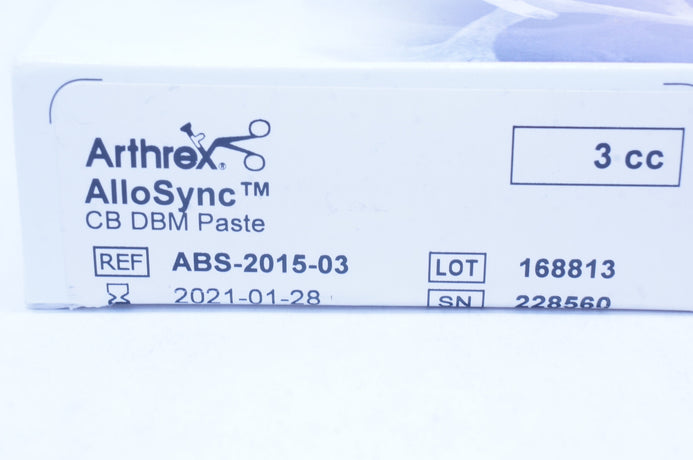 Arthrex®
3 cc
AlloSync™
CB DBM Paste
REF ABS-2015-03
LOT 168813
2021-01-28
SN 228560